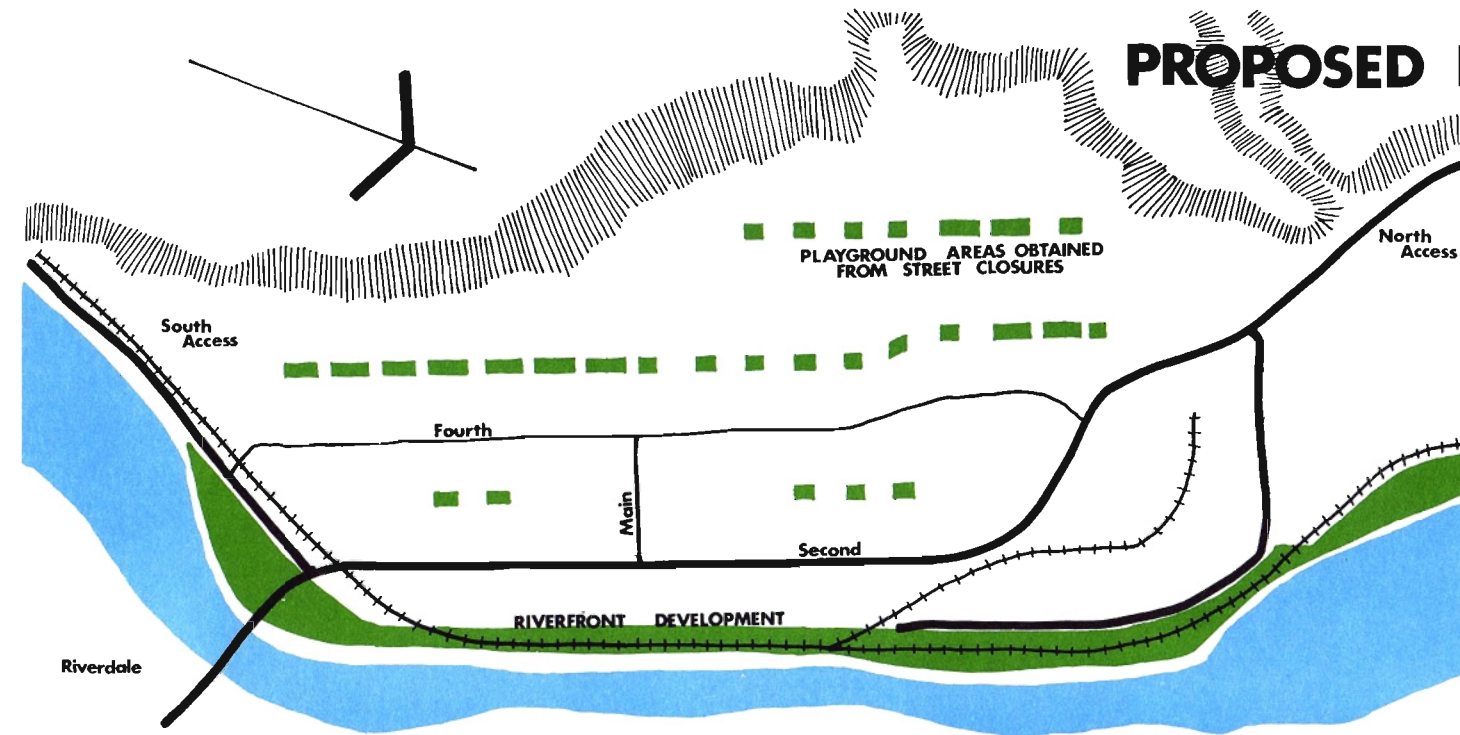 PROPOSED
PLAYGROUND AREAS OBTAINED
FROM STREET CLOSURES
North
Access
South
Access
Fourth
Main
Second
RIVERFRONT DEVELOPMENT
Riverdale